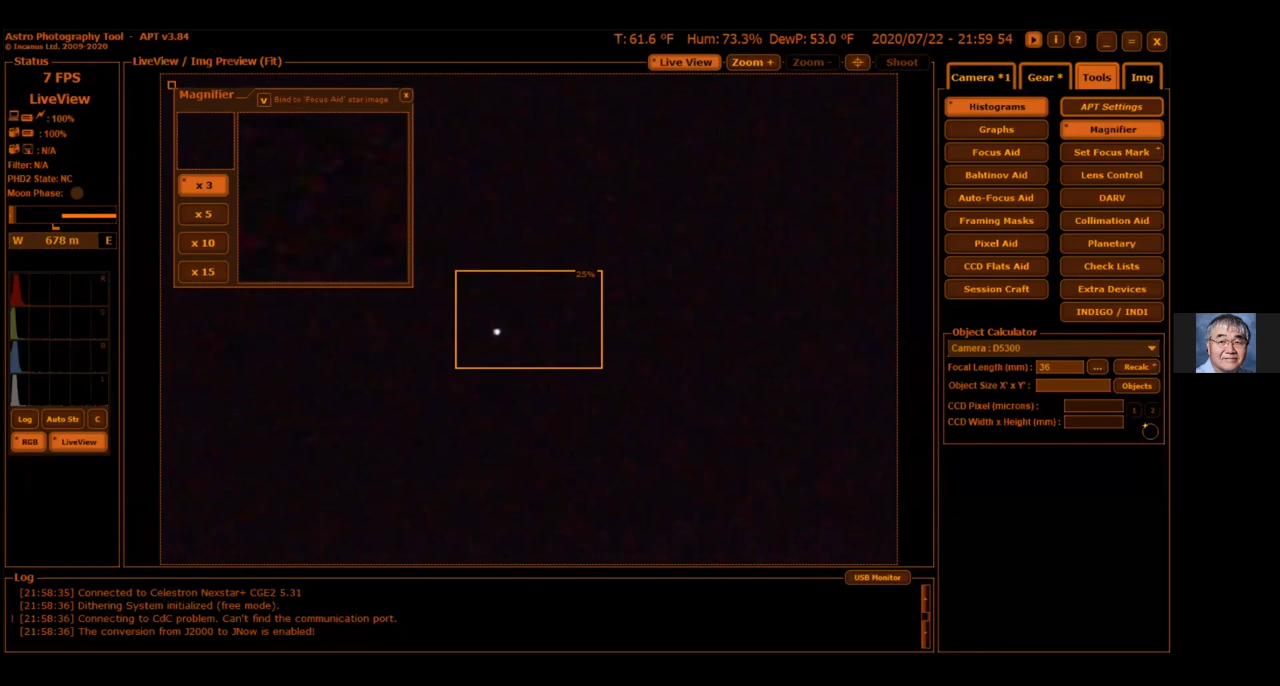 Astro Photography Tool - APT v3.84
© Incanus Ltd. 2009-2020
T: 61.6 ºF Hum: 73.3% DewP: 53.0 ºF 2020/07/22 - 21:59 54
i ? _ = X
Status
7 FPS
LiveView
: 100%
: 100%
: N/A
Filter: N/A
PHD2 State: NC
Moon Phase:
W 678 m E
R
G
B
L
Log Auto Str C
RGB LiveView
LiveView / Img Preview (Fit)
Live View Zoom + Zoom - Shoot
Magnifier
V Bind to 'Focus Aid' star image x
x 3
x 5
x 10
x 15
25%
Camera *1 Gear * Tools Img
Histograms APT Settings
Graphs Magnifier
Focus Aid Set Focus Mark
Bahtinov Aid Lens Control
Auto-Focus Aid DARV
Framing Masks Collimation Aid
Pixel Aid Planetary
CCD Flats Aid Check Lists
Session Craft Extra Devices
INDIGO / INDI
Object Calculator
Camera : D5300
Focal Length (mm) : 36 ... Recalc
Object Size X' x Y' : Objects
CCD Pixel (microns) : 1 2
CCD Width x Height (mm) :
Log
USB Monitor
[21:58:35] Connected to Celestron Nexstar+ CGE2 5.31
[21:58:36] Dithering System initialized (free mode).
! [21:58:36] Connecting to CdC problem. Can't find the communication port.
[21:58:36] The conversion from J2000 to JNow is enabled!